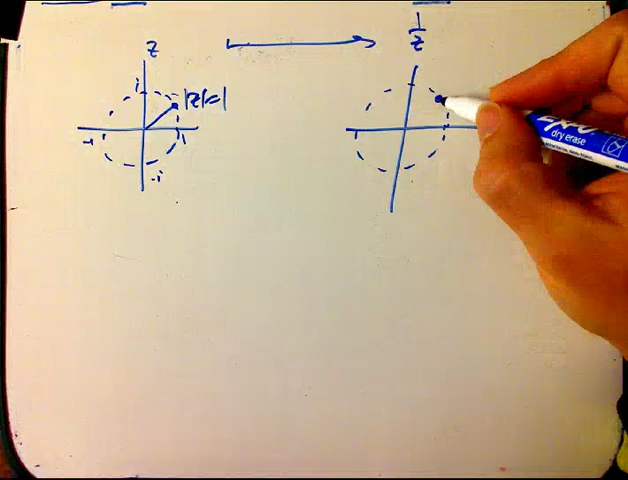 z
1/z
i
|z|=1
-1
1
-i
EXPO
dry erase